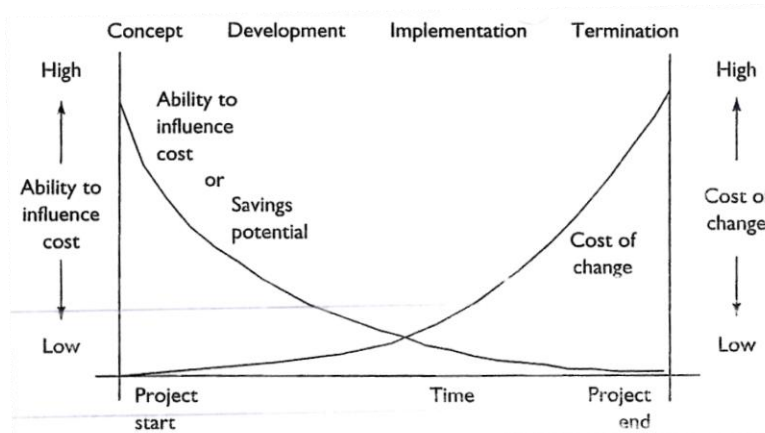 Concept Development Implementation Termination
High
Ability to
influence
cost
or
Savings
potential
Ability to
influence
cost
Low
Cost of
change
High
Cost of
change
Low
Project
start
Time
Project
end